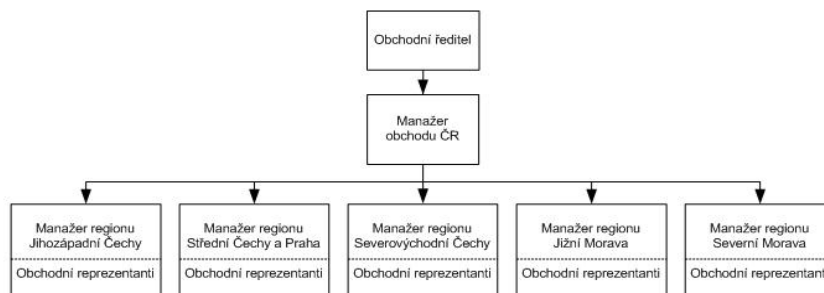 Obchodní ředitel
Manažer
obchodu ČR
Manažer regionu
Jihozápadní Čechy
Obchodní reprezentanti
Manažer regionu
Střední Čechy a Praha
Obchodní reprezentanti
Manažer regionu
Severovýchodní Čechy
Obchodní reprezentanti
Manažer regionu
Jižní Morava
Obchodní reprezentanti
Manažer regionu
Severní Morava
Obchodní reprezentanti